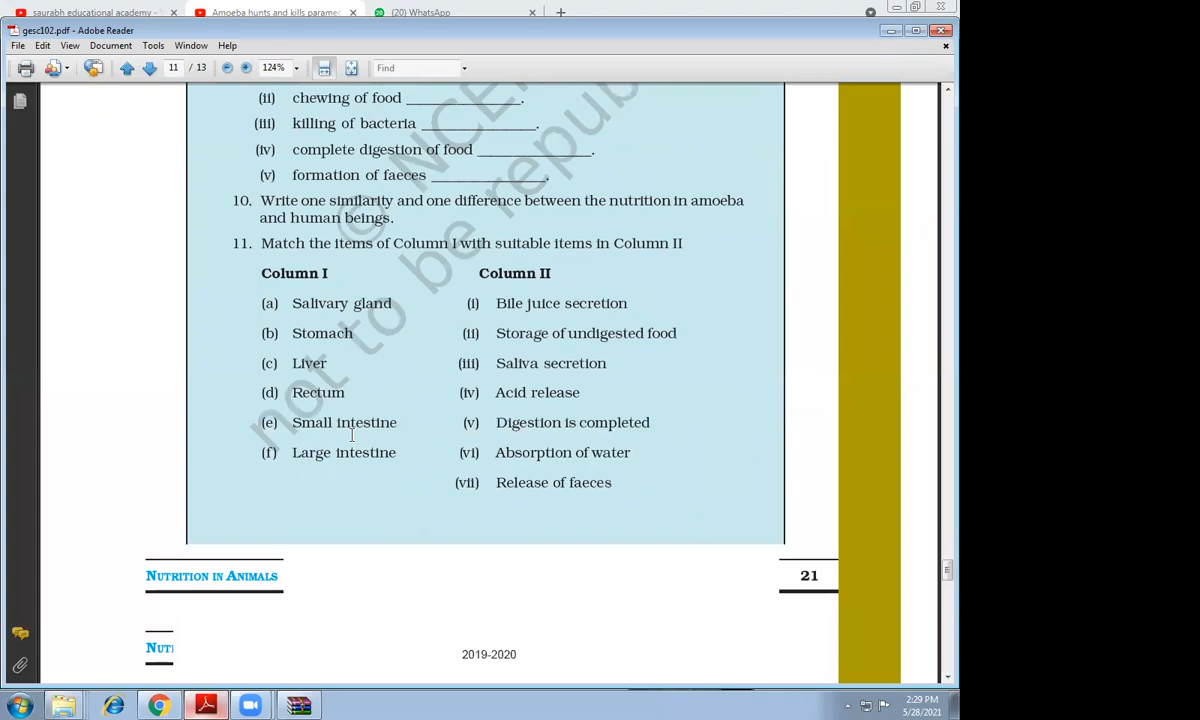 saurabh educational academy - Y
Amoeba hunts and kills parame
(20) WhatsApp
gesc102.pdf - Adobe Reader
File Edit View Document Tools Window Help
11 / 13 124% Find
(ii) chewing of food ______________.
(iii) killing of bacteria ______________.
(iv) complete digestion of food ______________.
(v) formation of faeces ______________.
10. Write one similarity and one difference between the nutrition in amoeba
and human beings.
11. Match the items of Column I with suitable items in Column II
Column I Column II
(a) Salivary gland (i) Bile juice secretion
(b) Stomach (ii) Storage of undigested food
(c) Liver (iii) Saliva secretion
(d) Rectum (iv) Acid release
(e) Small intestine (v) Digestion is completed
(f) Large intestine (vi) Absorption of water
(vii) Release of faeces
© NCER
not to be republ
NUTRITION IN ANIMALS 21
NUTI
2019-2020
2:29 PM
5/28/2021